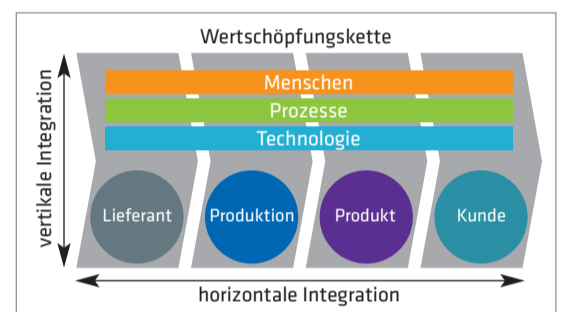 Wertschöpfungskette
vertikale Integration
Menschen
Prozesse
Technologie
Lieferant
Produktion
Produkt
Kunde
horizontale Integration